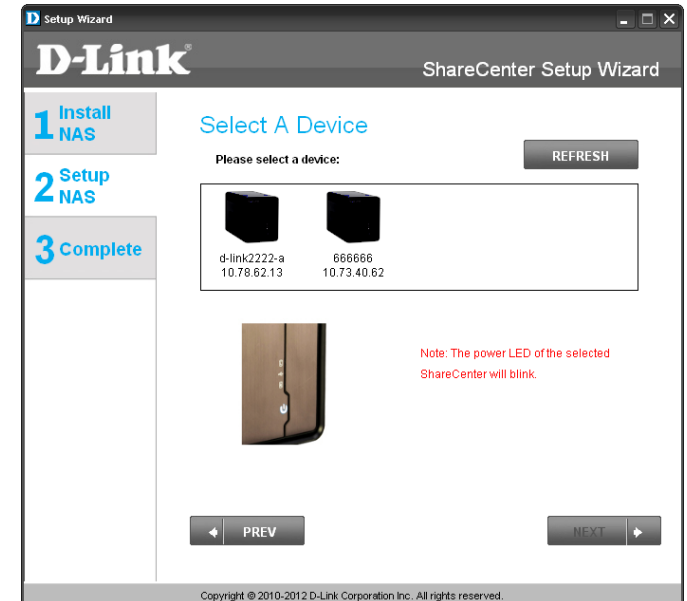 Setup Wizard
D-Link®
ShareCenter Setup Wizard
1 Install
NAS
2 Setup
NAS
3 Complete
Select A Device
Please select a device:
REFRESH
d-link2222-a
10.78.62.13
666666
10.73.40.62
Note: The power LED of the selected
ShareCenter will blink.
PREV
NEXT
Copyright © 2010-2012 D-Link Corporation Inc. All rights reserved.